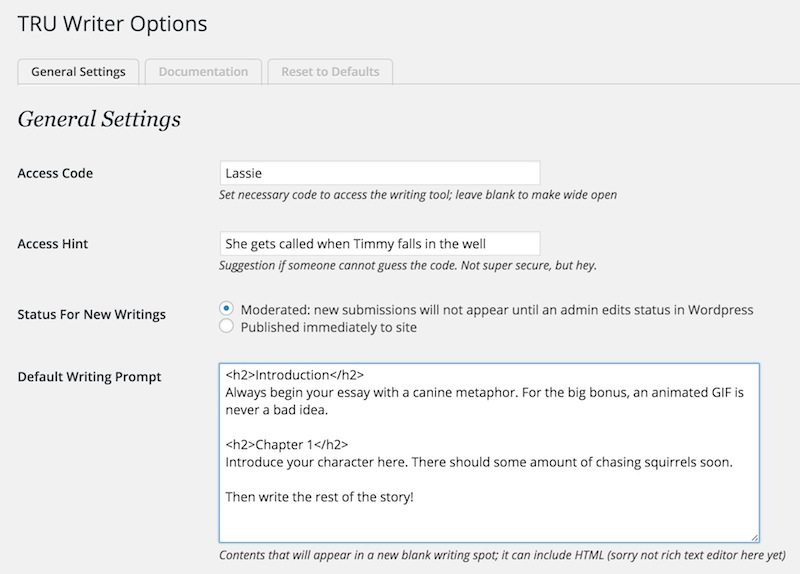 TRU Writer Options
General Settings
Documentation
Reset to Defaults
General Settings
Access Code
Lassie
Set necessary code to access the writing tool; leave blank to make wide open
Access Hint
She gets called when Timmy falls in the well
Suggestion if someone cannot guess the code. Not super secure, but hey.
Status For New Writings
Moderated: new submissions will not appear until an admin edits status in Wordpress
Published immediately to site
Default Writing Prompt
<h2>Introduction</h2>
Always begin your essay with a canine metaphor. For the big bonus, an animated GIF is
never a bad idea.
<h2>Chapter 1</h2>
Introduce your character here. There should some amount of chasing squirrels soon.
Then write the rest of the story!
Contents that will appear in a new blank writing spot; it can include HTML (sorry not rich text editor here yet)